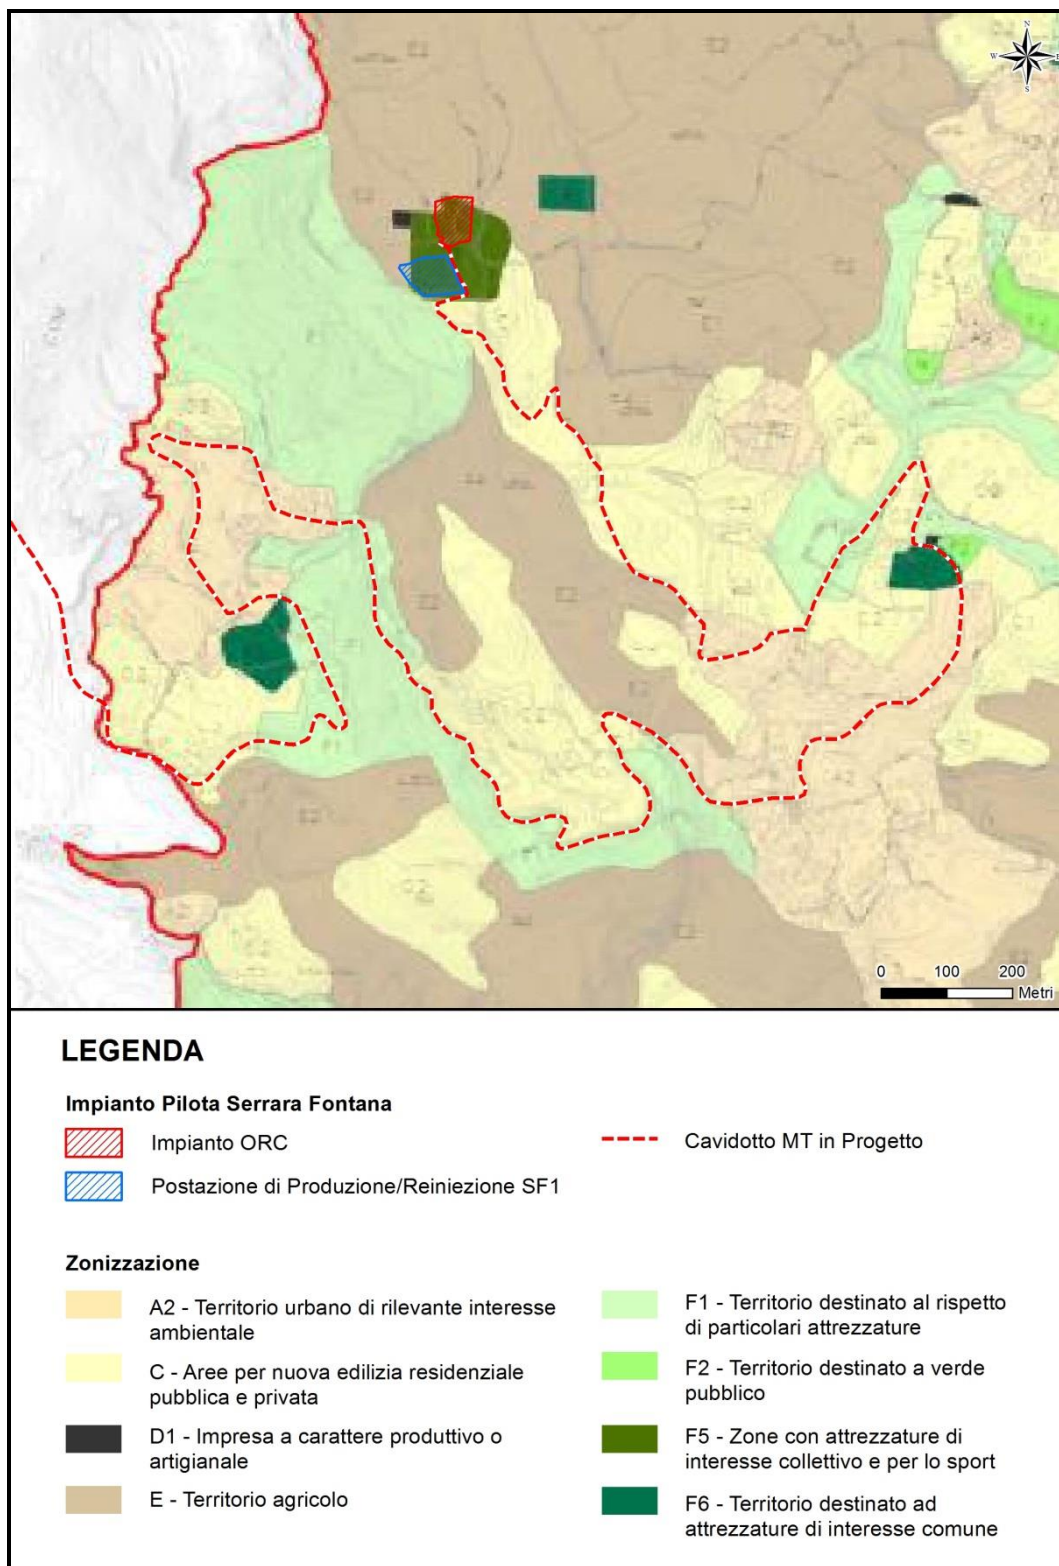 N
W
S
0 100 200
Metri
LEGENDA
Impianto Pilota Serrara Fontana
Impianto ORC
Cavidotto MT in Progetto
Postazione di Produzione/Reiniezione SF1
Zonizzazione
A2 - Territorio urbano di rilevante interesse
ambientale
C - Aree per nuova edilizia residenziale
pubblica e privata
D1 - Impresa a carattere produttivo o
artigianale
E - Territorio agricolo
F1 - Territorio destinato al rispetto
di particolari attrezzature
F2 - Territorio destinato a verde
pubblico
F5 - Zone con attrezzature di
interesse collettivo e per lo sport
F6 - Territorio destinato ad
attrezzature di interesse comune